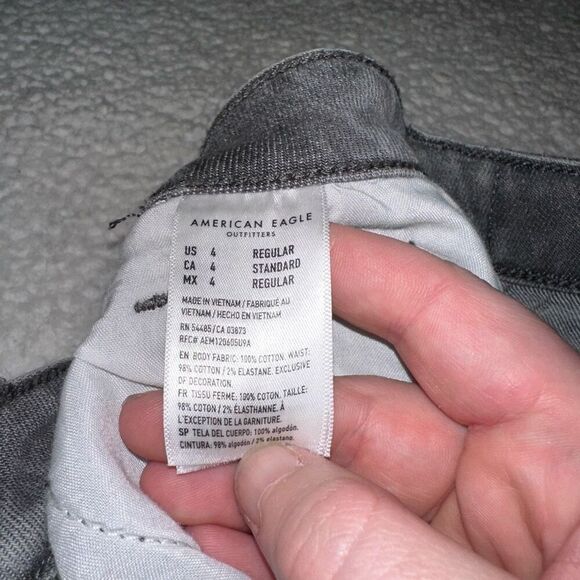 AMERICAN EAGLE
OUTFITTERS
US 4 REGULAR
CA 4 STANDARD
MX 4 REGULAR
MADE IN VIETNAM / FABRIQUÉ AU
VIETNAM / HECHO EN VIETNAM
RN 54485/CA 03873
RFC# AEM120605U9A
EN BODY FABRIC: 100% COTTON. WAIST:
98% COTTON / 2% ELASTANE. EXCLUSIVE
OF DECORATION.
FR TISSU FERME: 100% COTON. TAILLE:
98% COTON / 2% ÉLASTHANNE. À
L'EXCEPTION DE LA GARNITURE.
SP TELA DEL CUERPO: 100% algodón.
CINTURA: 98% algodón / 2% elastano.